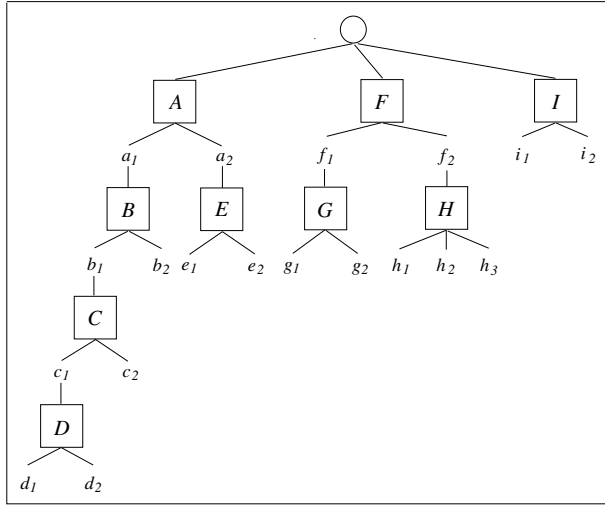 A F I
a1 a2 f1 f2 i1 i2
B E G H
b1 b2 e1 e2 g1 g2 h1 h2 h3
C
c1 c2
D
d1 d2